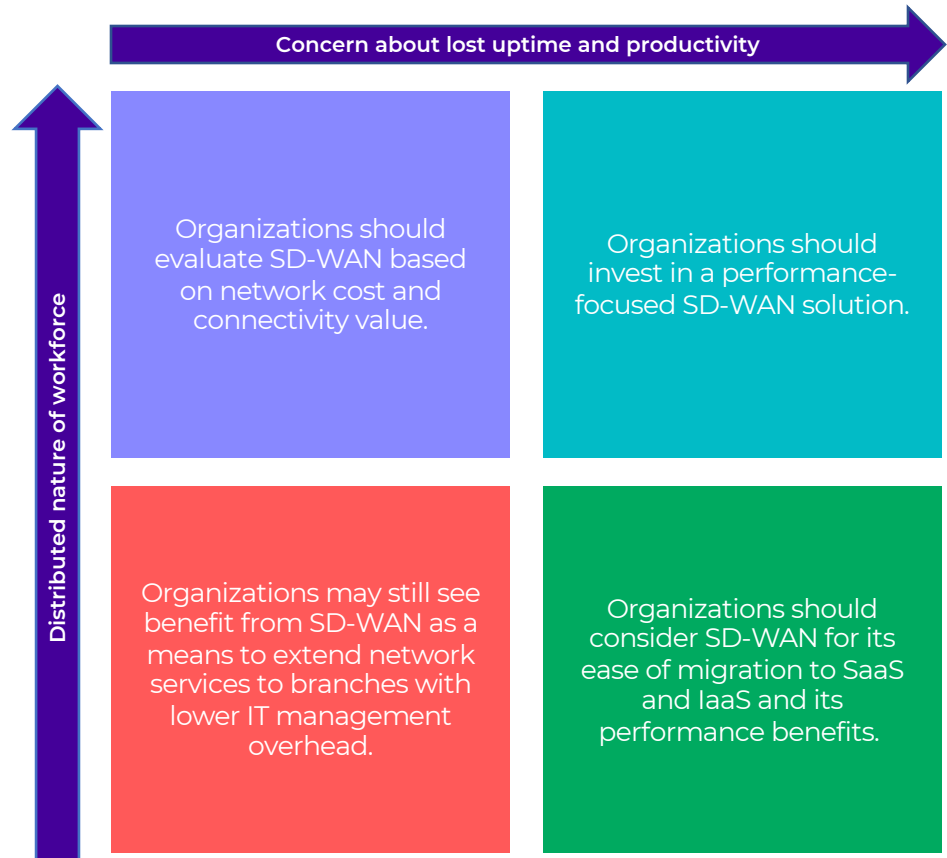 Concern about lost uptime and productivity
Distributed nature of workforce
Organizations should
evaluate SD-WAN based
on network cost and
connectivity value.
Organizations should
invest in a performance-
focused SD-WAN solution.
Organizations may still see
benefit from SD-WAN as a
means to extend network
services to branches with
lower IT management
overhead.
Organizations should
consider SD-WAN for its
ease of migration to SaaS
and IaaS and its
performance benefits.